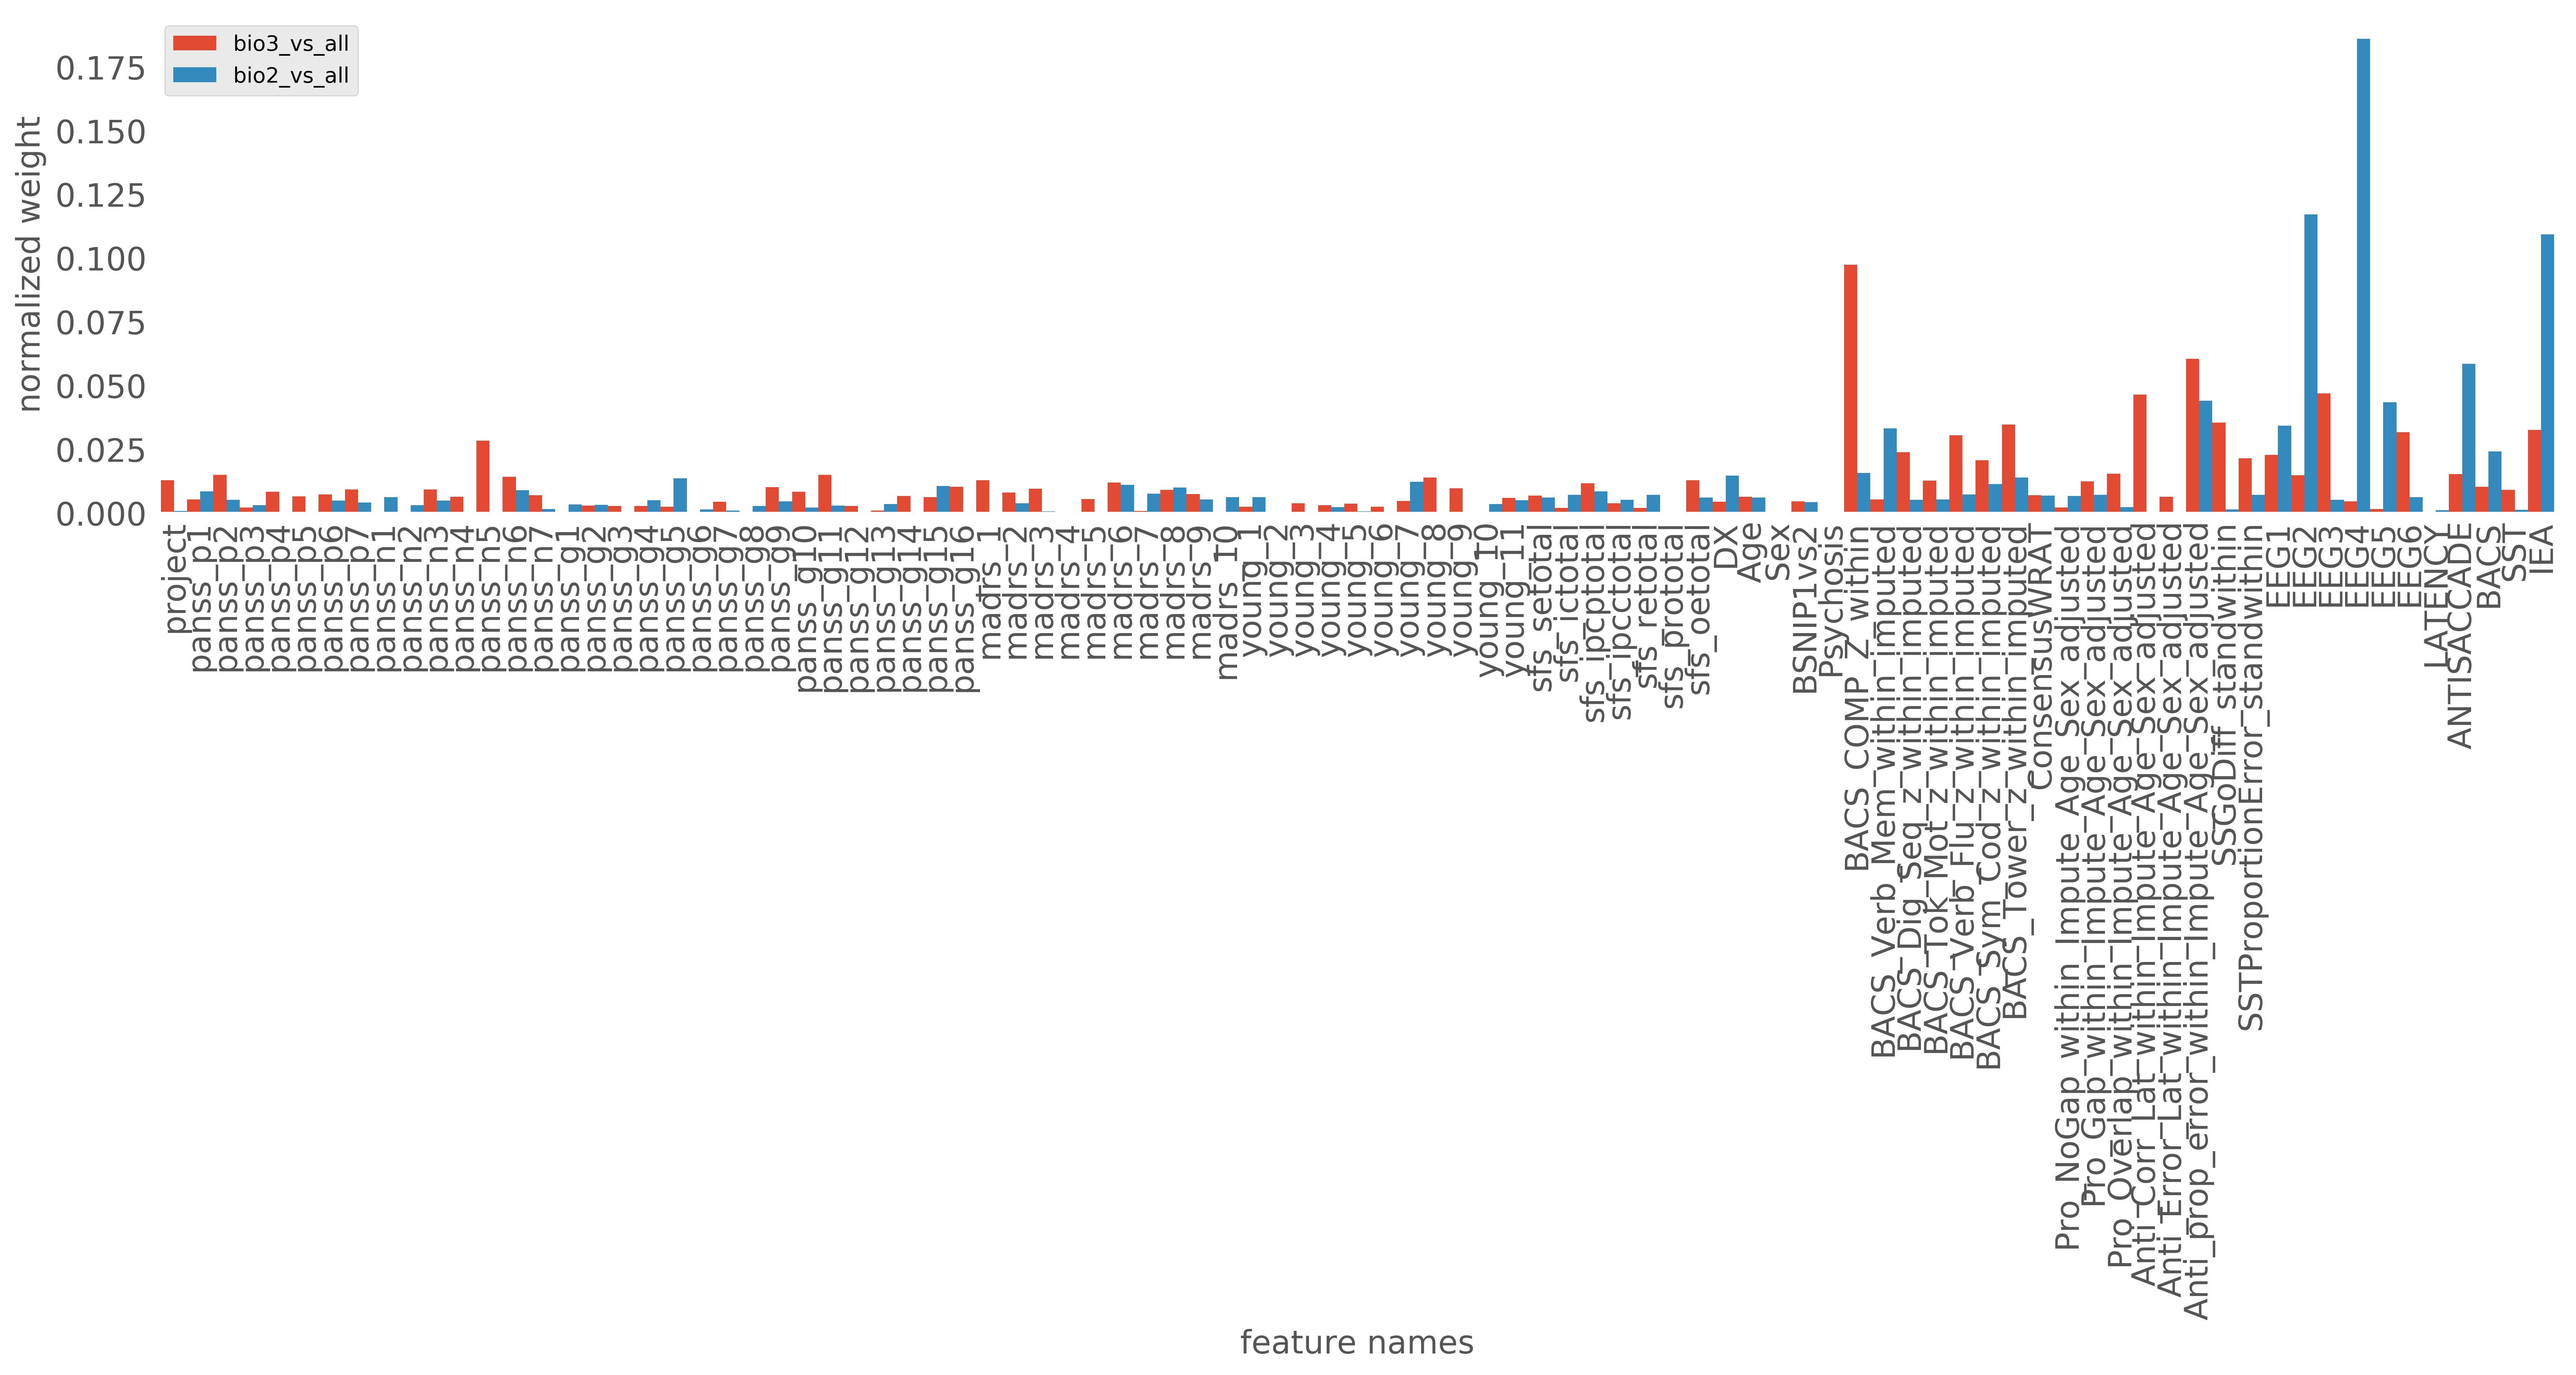 bio3_vs_all
bio2_vs_all
0.175
0.150
0.125
0.100
0.075
0.050
0.025
0.000
normalized weight
project
panss_p1
panss_p2
panss_p3
panss_p4
panss_p5
panss_p6
panss_p7
panss_n1
panss_n2
panss_n3
panss_n4
panss_n5
panss_n6
panss_n7
panss_g1
panss_g2
panss_g3
panss_g4
panss_g5
panss_g6
panss_g7
panss_g8
panss_g9
panss_g10
panss_g11
panss_g12
panss_g13
panss_g14
panss_g15
panss_g16
madrs_1
madrs_2
madrs_3
madrs_4
madrs_5
madrs_6
madrs_7
madrs_8
madrs_9
madrs_10
young_1
young_2
young_3
young_4
young_5
young_6
young_7
young_8
young_9
young_10
young_11
sfs_setotal
sfs_ictotal
sfs_ipcptotal
sfs_ipcctotal
sfs_retotal
sfs_prototal
sfs_oetotal
DX
Age
Sex
BSNIP1vs2
Psychosis
BACS_COMP_Z_within
BACS_Verb_Mem_within_imputed
BACS_Dig_Seq_z_within_imputed
BACS_Tok_Mot_z_within_imputed
BACS_Verb_Flu_z_within_imputed
BACS_Sym_Cod_z_within_imputed
BACS_Tower_z_within_imputed
ConsensusWRAT
Pro_NoGap_within_Impute_Age_Sex_adjusted
Pro_Gap_within_Impute_Age_Sex_adjusted
Pro_Overlap_within_Impute_Age_Sex_adjusted
Anti_Corr_Lat_within_Impute_Age_Sex_adjusted
Anti_Error_Lat_within_Impute_Age_Sex_adjusted
Anti_prop_error_within_Impute_Age_Sex_adjusted
SSGoDiff_standwithin
SSTProportionError_standwithin
EEG1
EEG2
EEG3
EEG4
EEG5
EEG6
LATENCY
ANTISACCADE
BACS
SST
IEA
feature names